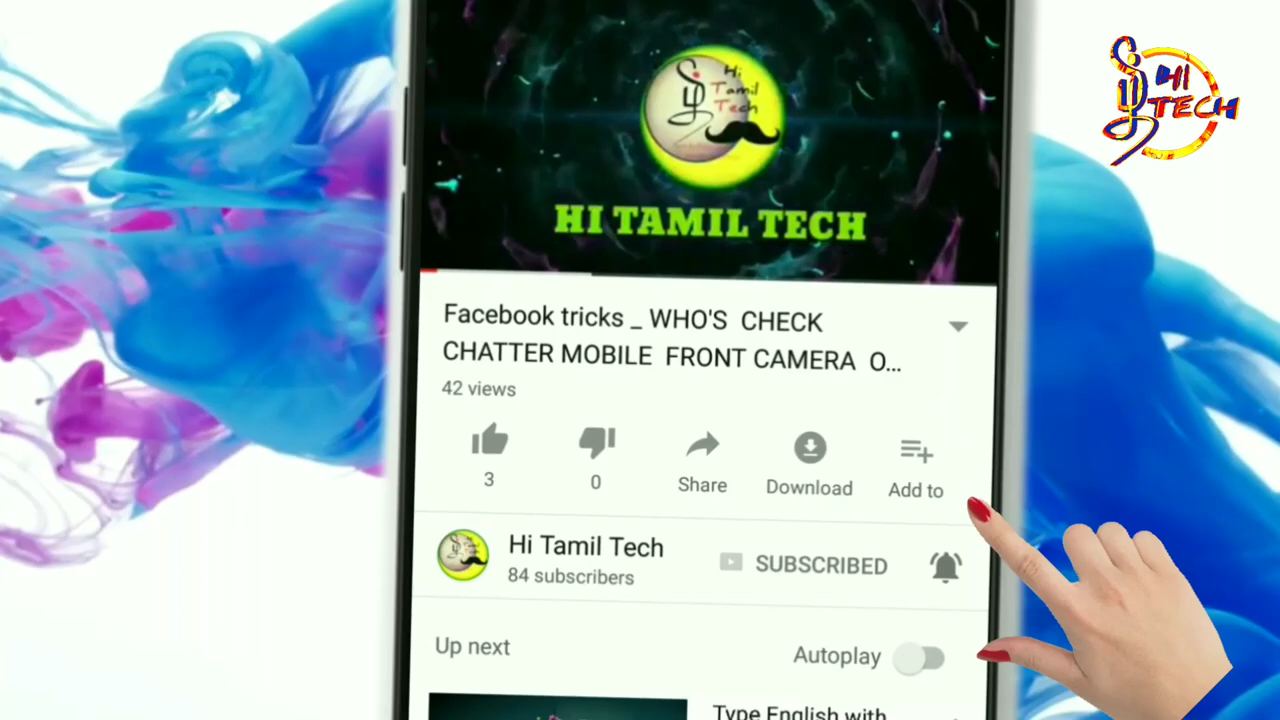 Hi
Tamil
Tech
HI TAMIL TECH
ழ HI
TECH
Facebook tricks _ WHO'S CHECK
CHATTER MOBILE FRONT CAMERA O...
42 views
3
0
Share
Download
Add to
Hi Tamil Tech
84 subscribers
SUBSCRIBED
Up next
Autoplay
Type English with